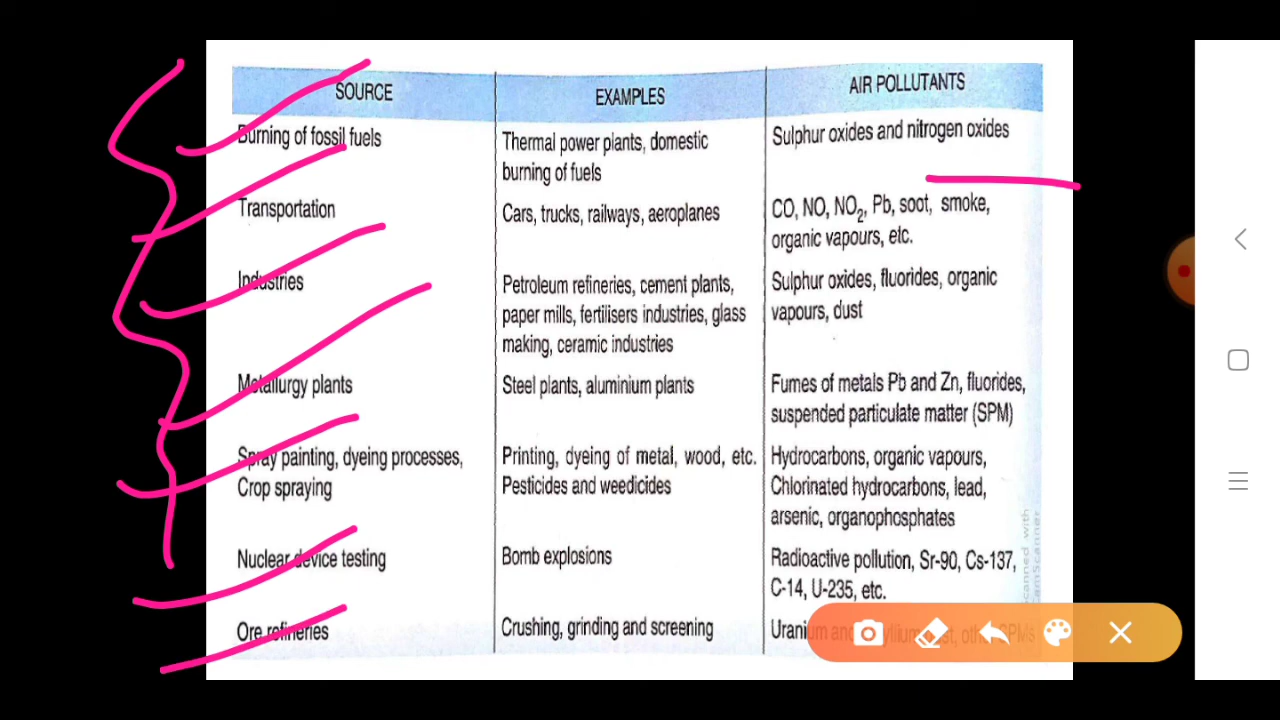 SOURCE
EXAMPLES
AIR POLLUTANTS
Burning of fossil fuels
Thermal power plants, domestic
burning of fuels
Sulphur oxides and nitrogen oxides
Transportation
Cars, trucks, railways, aeroplanes
CO, NO, NO₂, Pb, soot, smoke,
organic vapours, etc.
Industries
Petroleum refineries, cement plants,
paper mills, fertilisers industries, glass
making, ceramic industries
Sulphur oxides, fluorides, organic
vapours, dust
Metallurgy plants
Steel plants, aluminium plants
Fumes of metals Pb and Zn, fluorides,
suspended particulate matter (SPM)
Spray painting, dyeing processes,
Crop spraying
Printing, dyeing of metal, wood, etc.
Pesticides and weedicides
Hydrocarbons, organic vapours,
Chlorinated hydrocarbons, lead,
arsenic, organophosphates
Nuclear device testing
Bomb explosions
Radioactive pollution, Sr-90, Cs-137,
C-14, U-235, etc.
Ore refineries
Crushing, grinding and screening